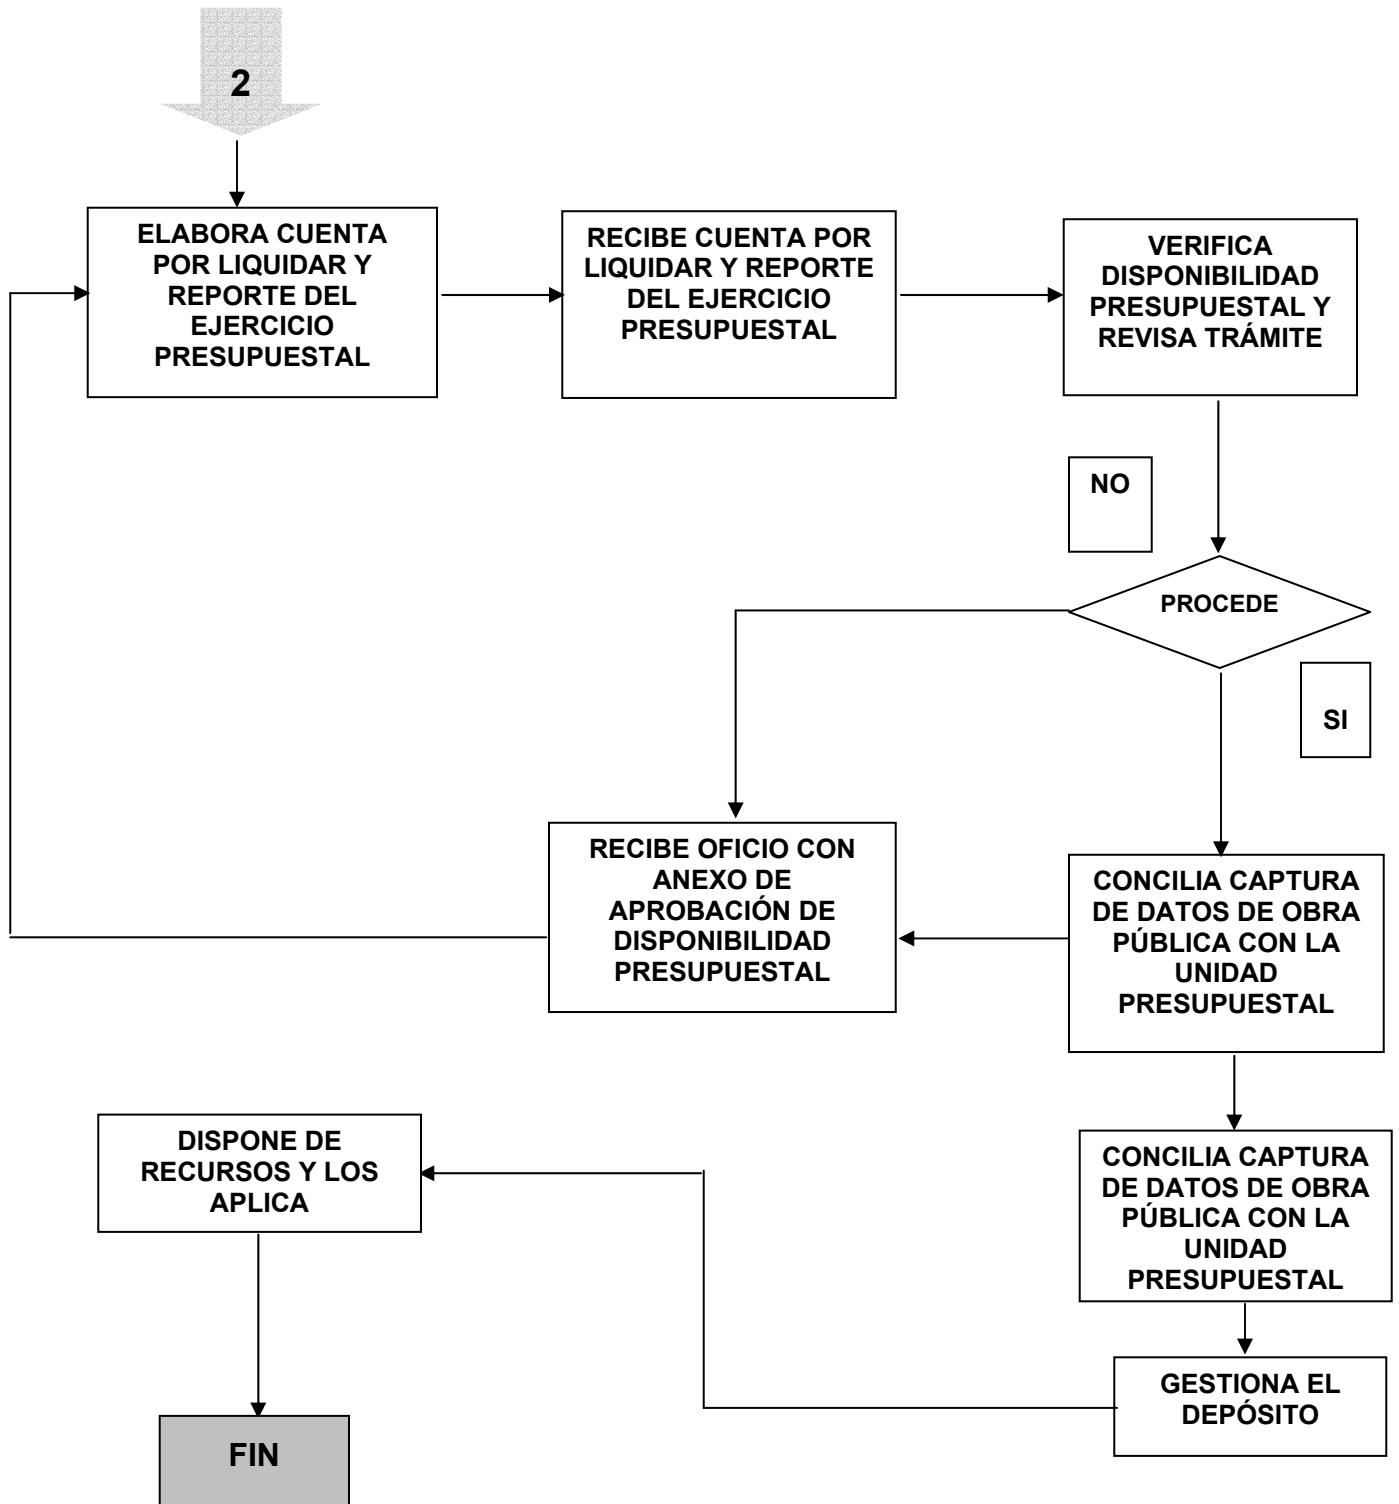 2
ELABORA CUENTA
POR LIQUIDAR Y
REPORTE DEL
EJERCICIO
PRESUPUESTAL
RECIBE CUENTA POR
LIQUIDAR Y REPORTE
DEL EJERCICIO
PRESUPUESTAL
VERIFICA
DISPONIBILIDAD
PRESUPUESTAL Y
REVISA TRÁMITE
NO
PROCEDE
SI
RECIBE OFICIO CON
ANEXO DE
APROBACIÓN DE
DISPONIBILIDAD
PRESUPUESTAL
CONCILIA CAPTURA
DE DATOS DE OBRA
PÚBLICA CON LA
UNIDAD
PRESUPUESTAL
DISPONE DE
RECURSOS Y LOS
APLICA
CONCILIA CAPTURA
DE DATOS DE OBRA
PÚBLICA CON LA
UNIDAD
PRESUPUESTAL
GESTIONA EL
DEPÓSITO
FIN